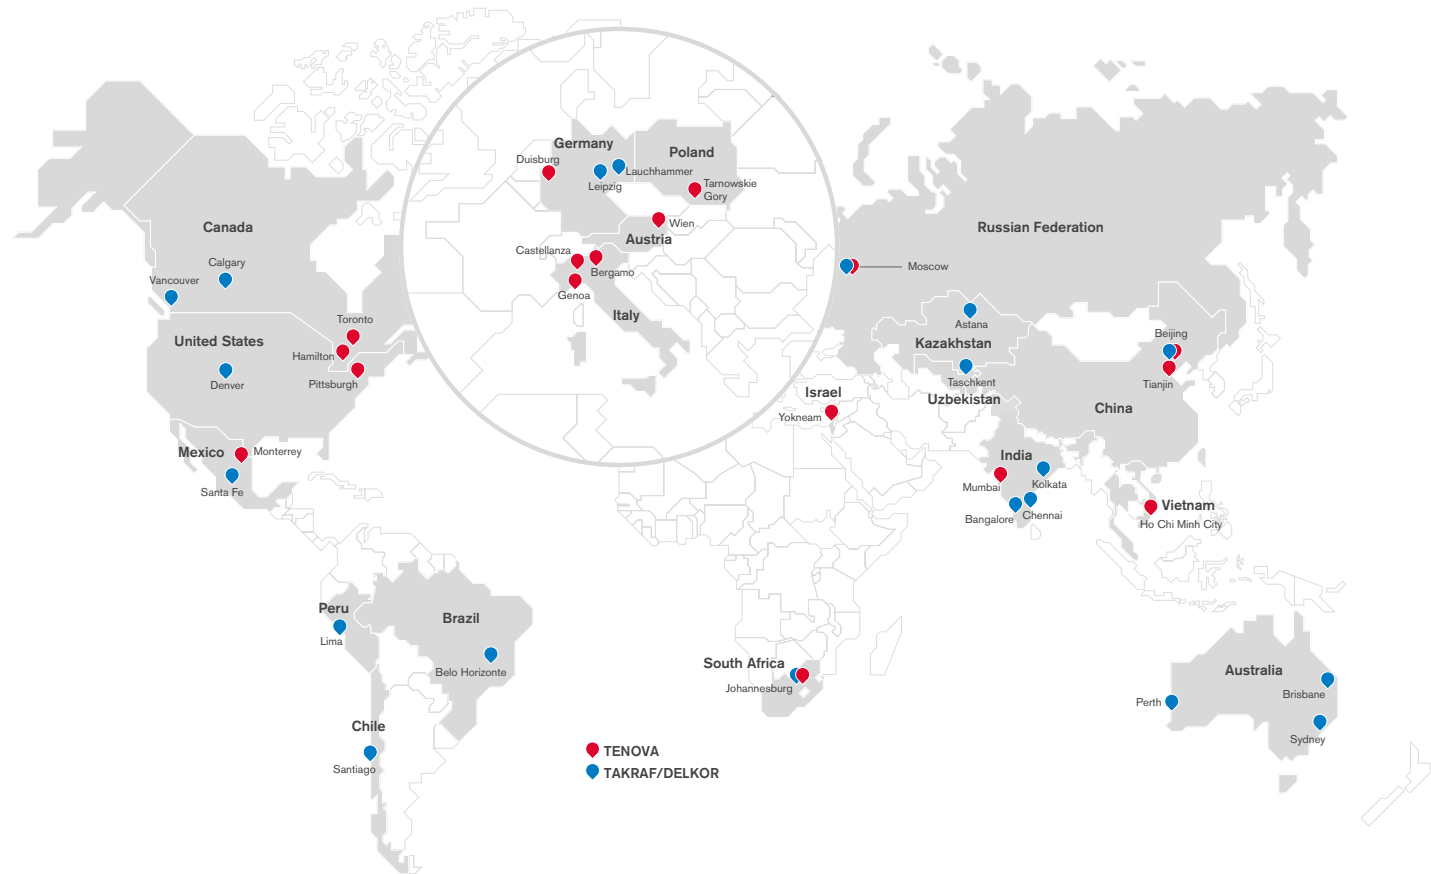 Canada
Calgary
Vancouver
Toronto
United States
Hamilton
Denver
Pittsburgh
Mexico
Monterrey
Santa Fe
Peru
Lima
Brazil
Belo Horizonte
Chile
Santiago
Germany
Duisburg
Poland
Lauchhammer
Leipzig
Tarnowskie
Gory
Wien
Austria
Castellanza
Bergamo
Genoa
Italy
Russian Federation
Moscow
Astana
Kazakhstan
Taschkent
Uzbekistan
Beijing
Tianjin
China
Israel
Yokneam
India
Mumbai
Kolkata
Bangalore
Chennai
Vietnam
Ho Chi Minh City
South Africa
Johannesburg
Australia
Brisbane
Perth
Sydney
TENOVA
TAKRAF/DELKOR